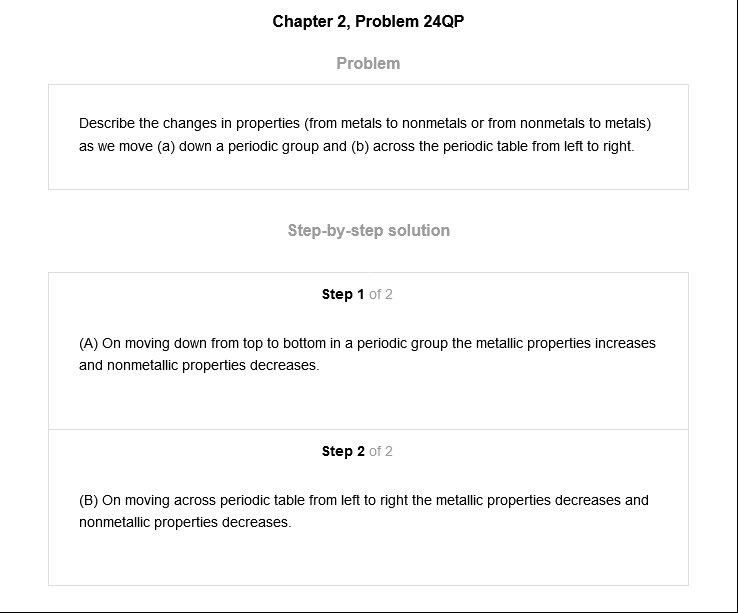 Chapter 2, Problem 24QP
Problem
Describe the changes in properties (from metals to nonmetals or from nonmetals to metals)
as we move (a) down a periodic group and (b) across the periodic table from left to right.
Step-by-step solution
Step 1 of 2
(A) On moving down from top to bottom in a periodic group the metallic properties increases
and nonmetallic properties decreases.
Step 2 of 2
(B) On moving across periodic table from left to right the metallic properties decreases and
nonmetallic properties decreases.